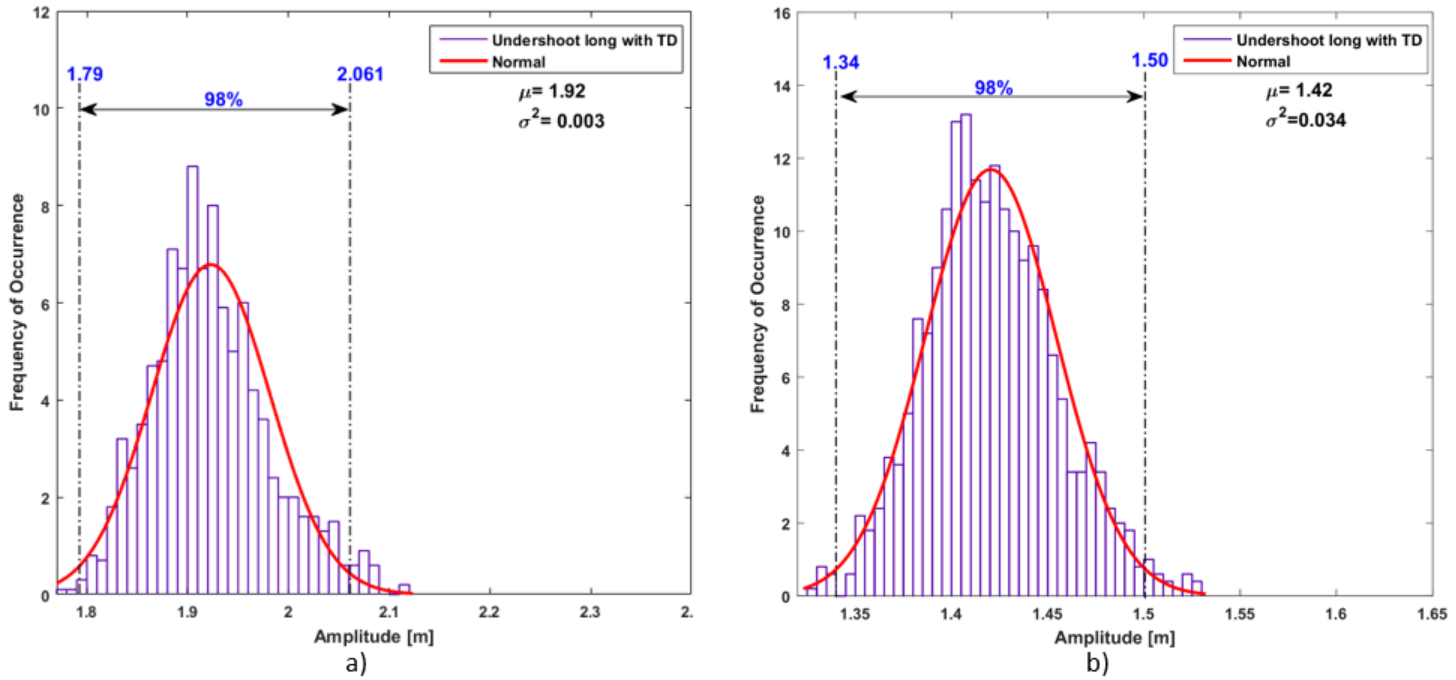 12
10
8
6
4
2
0
Frequency of Occurrence
1.8
1.9
2
2.1
2.2
2.3
2.
Amplitude [m]
Undershoot long with TD
Normal
1.79
2.061
98%
μ= 1.92
σ²= 0.003
a)
16
14
12
10
8
6
4
2
0
Frequency of Occurrence
1.35
1.4
1.45
1.5
1.55
1.6
1.65
Amplitude [m]
Undershoot long with TD
Normal
1.34
1.50
98%
μ= 1.42
σ²=0.034
b)